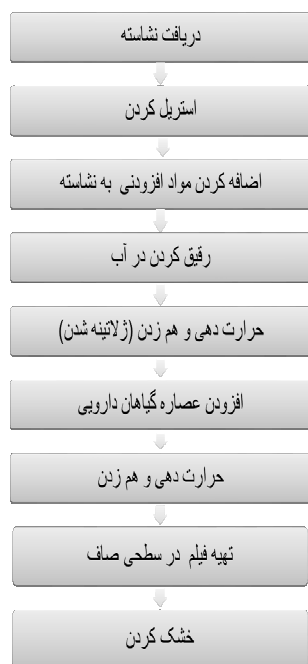 دریافت نشاسته
استریل کردن
اضافه کردن مواد افزودنی به نشاسته
رقیق کردن در آب
حرارت دهی و هم زدن (ژلاتینه شدن)
افزودن عصاره گیاهان دارویی
حرارت دهی و هم زدن
تهیه فیلم در سطحی صاف
خشک کردن